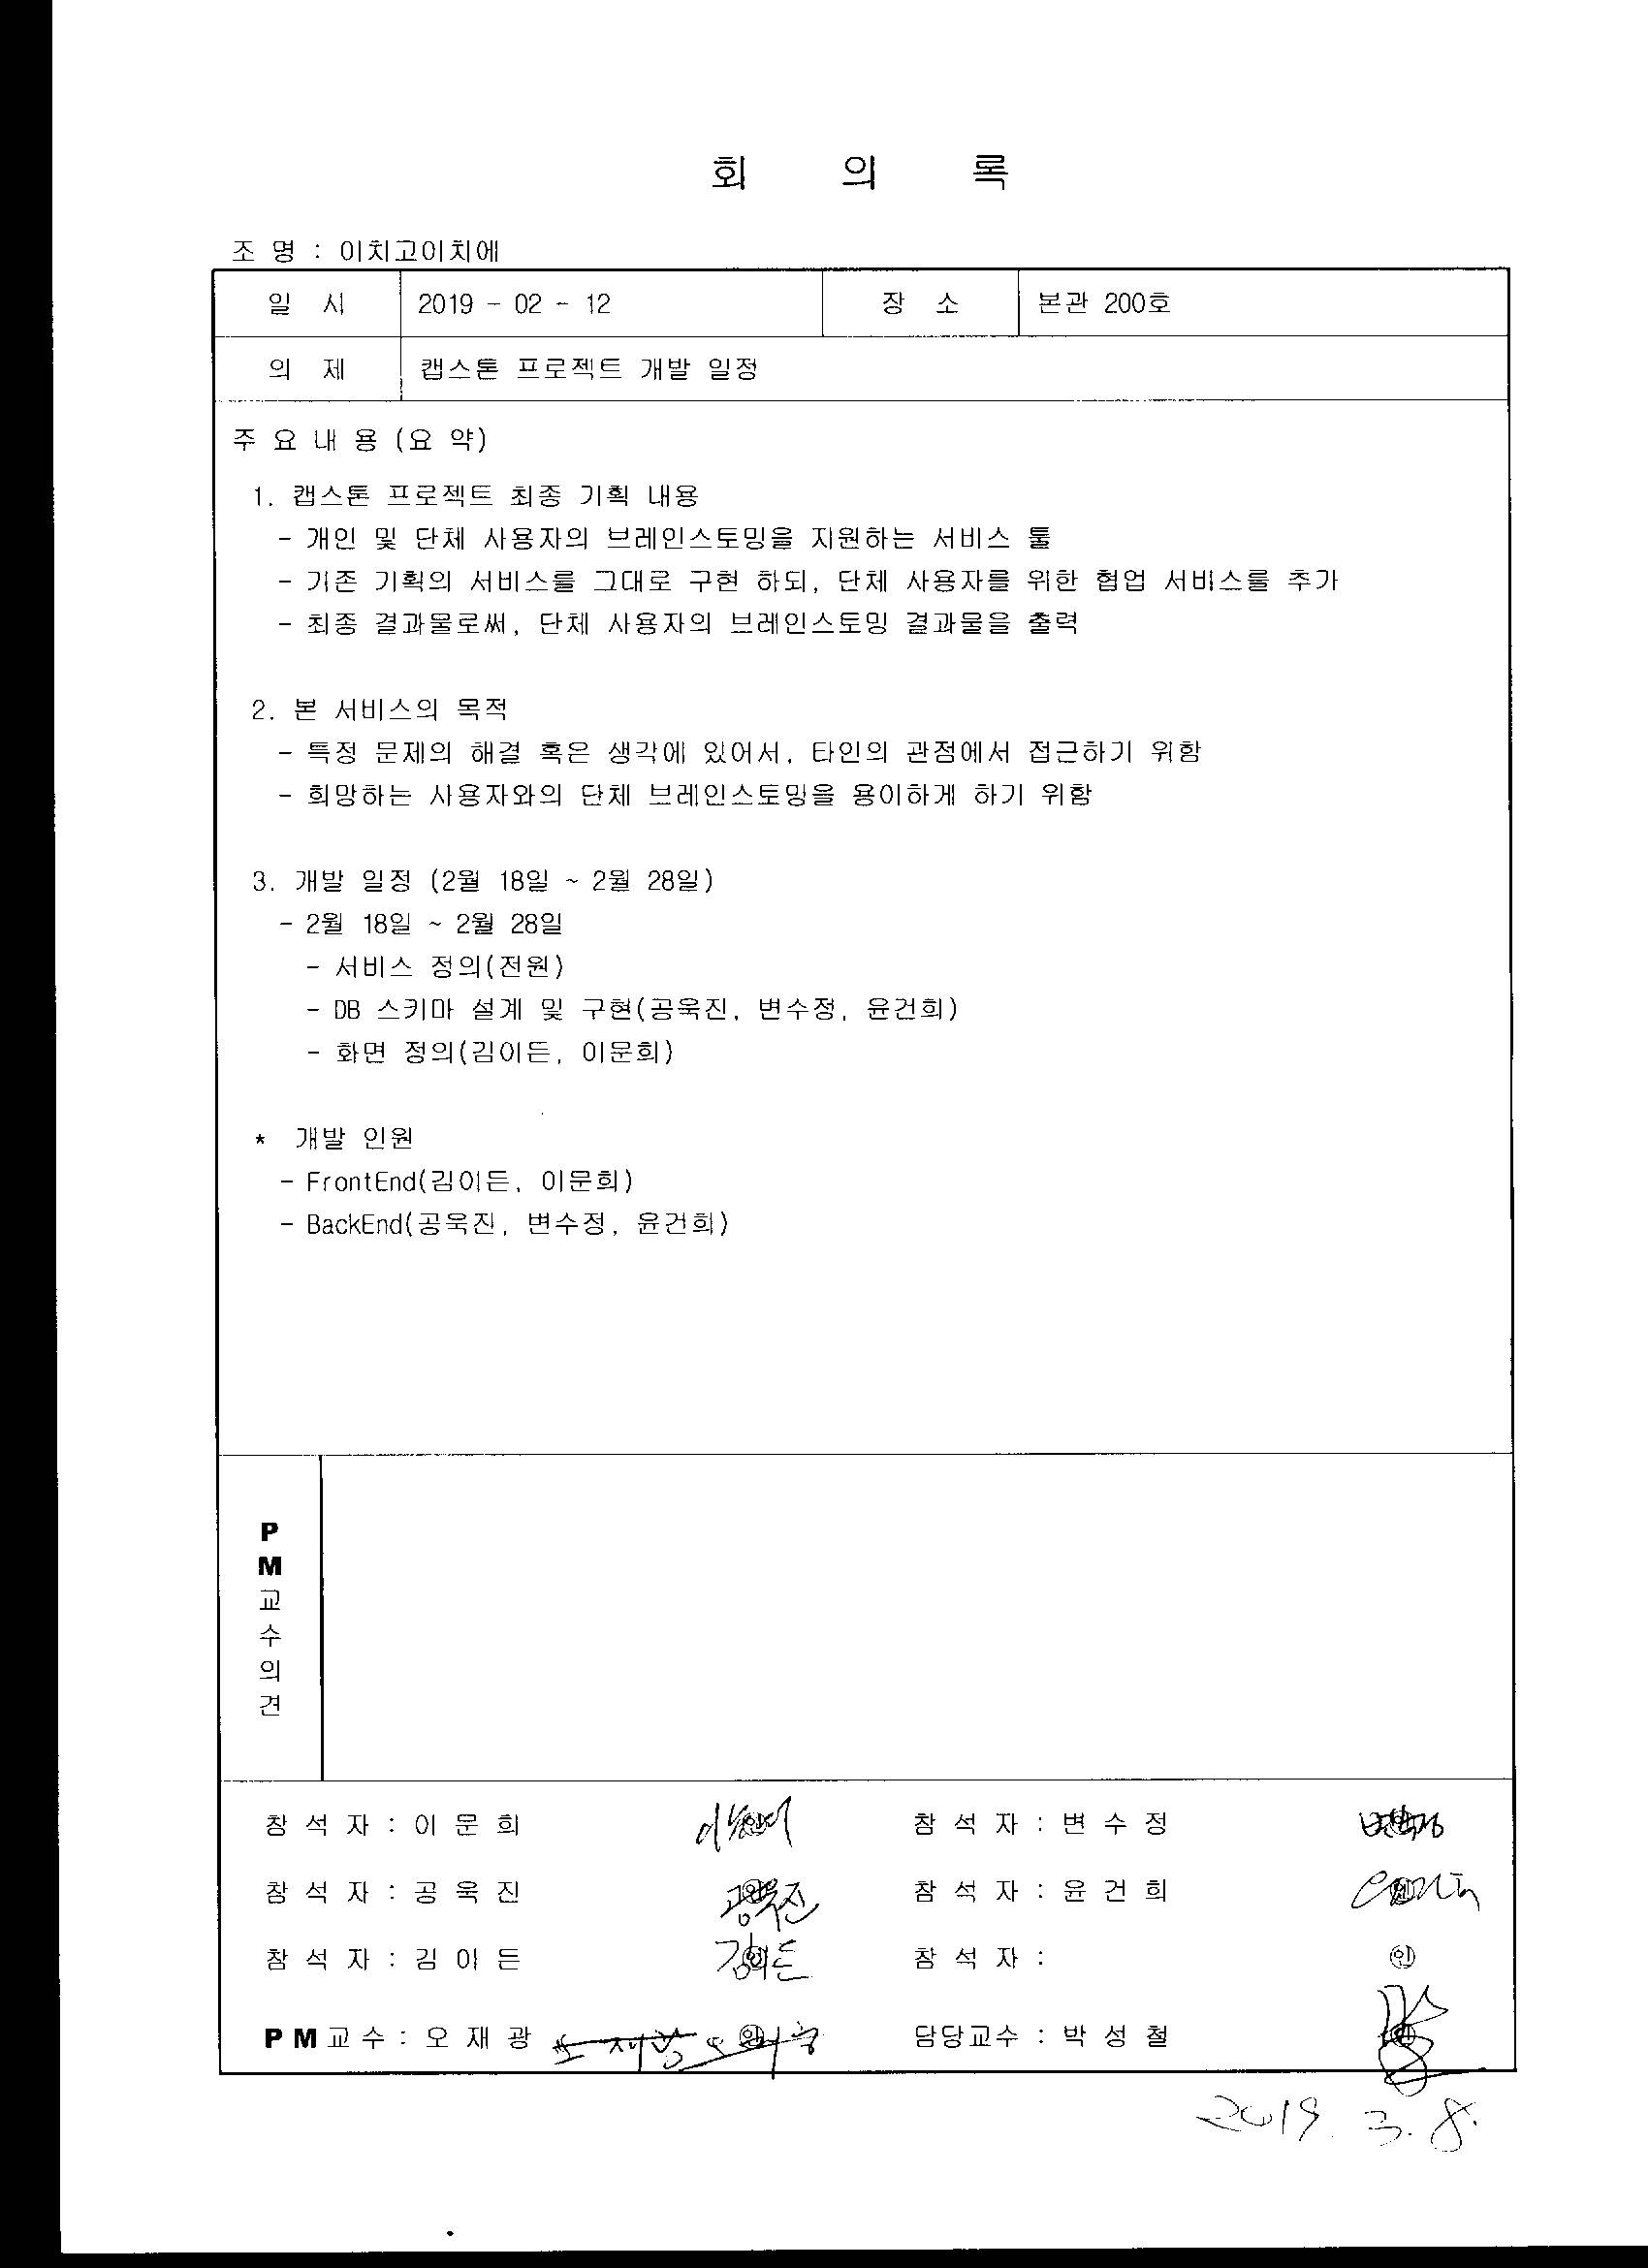 회 의 록
조 명 : 이치고이치에
일 시 2019 - 02 - 12 장 소 본관 200호
의 제 캡스톤 프로젝트 개발 일정
주 요 내 용 (요 약)
1. 캡스톤 프로젝트 최종 기획 내용
- 개인 및 단체 사용자의 브레인스토밍을 지원하는 서비스 툴
- 기존 기획의 서비스를 그대로 구현 하되, 단체 사용자를 위한 협업 서비스를 추가
- 최종 결과물로써, 단체 사용자의 브레인스토밍 결과물을 출력
2. 본 서비스의 목적
- 특정 문제의 해결 혹은 생각에 있어서, 타인의 관점에서 접근하기 위함
- 희망하는 사용자와의 단체 브레인스토밍을 용이하게 하기 위함
3. 개발 일정 (2월 18일 ~ 2월 28일)
- 2월 18일 ~ 2월 28일
- 서비스 정의(전원)
- DB 스키마 설계 및 구현(공욱진, 변수정, 윤건희)
- 화면 정의(김이든, 이문희)
* 개발 인원
- FrontEnd(김이든, 이문희)
- BackEnd(공욱진, 변수정, 윤건희)
PM교수의견
참 석 자 : 이 문 희 인 참 석 자 : 변 수 정 변수정 인
참 석 자 : 공 욱 진 공욱진 인 참 석 자 : 윤 건 희 인
참 석 자 : 김 이 든 김이든 인 참 석 자 : 인
PM교수 : 오 재 광 오재광 인 담당교수 : 박 성 철 인
2019. 3. 8.